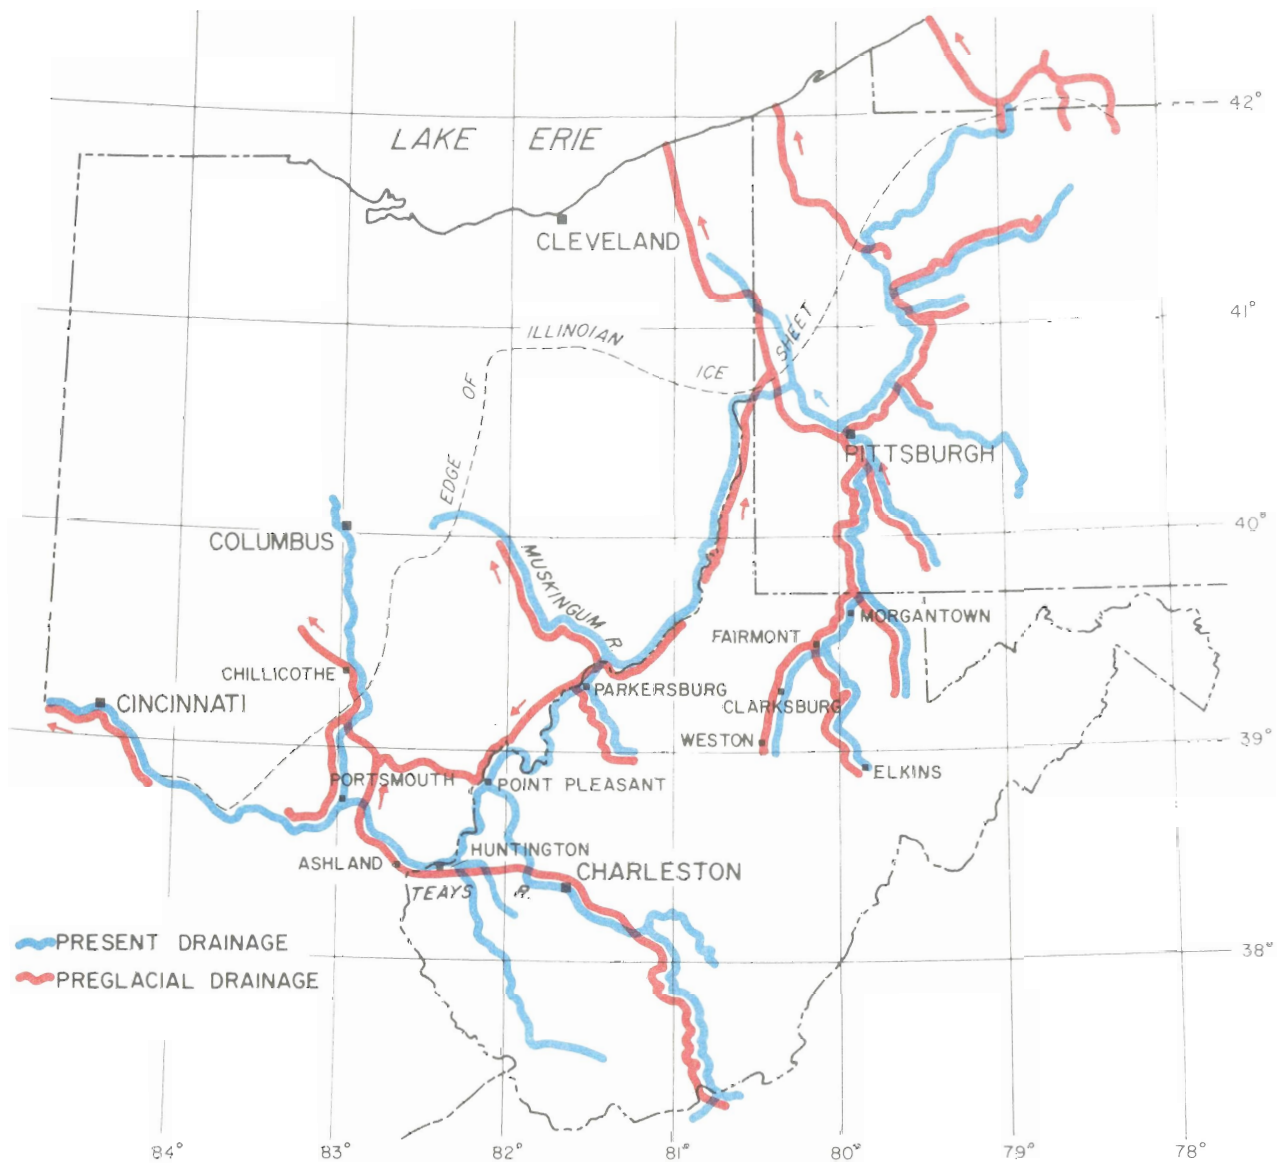 42°
LAKE ERIE
CLEVELAND
41°
ILLINOIAN
SHEET
ICE
OF
EDGE
PITTSBURGH
40°
COLUMBUS
MUSKINGUM R.
MORGANTOWN
FAIRMONT
CHILLICOTHE
PARKERSBURG
CINCINNATI
CLARKSBURG
WESTON
39°
ELKINS
PORTSMOUTH
POINT PLEASANT
HUNTINGTON
ASHLAND
CHARLESTON
TEAYS R.
38°
PRESENT DRAINAGE
PREGLACIAL DRAINAGE
84° 83° 82° 81° 80° 79° 78°